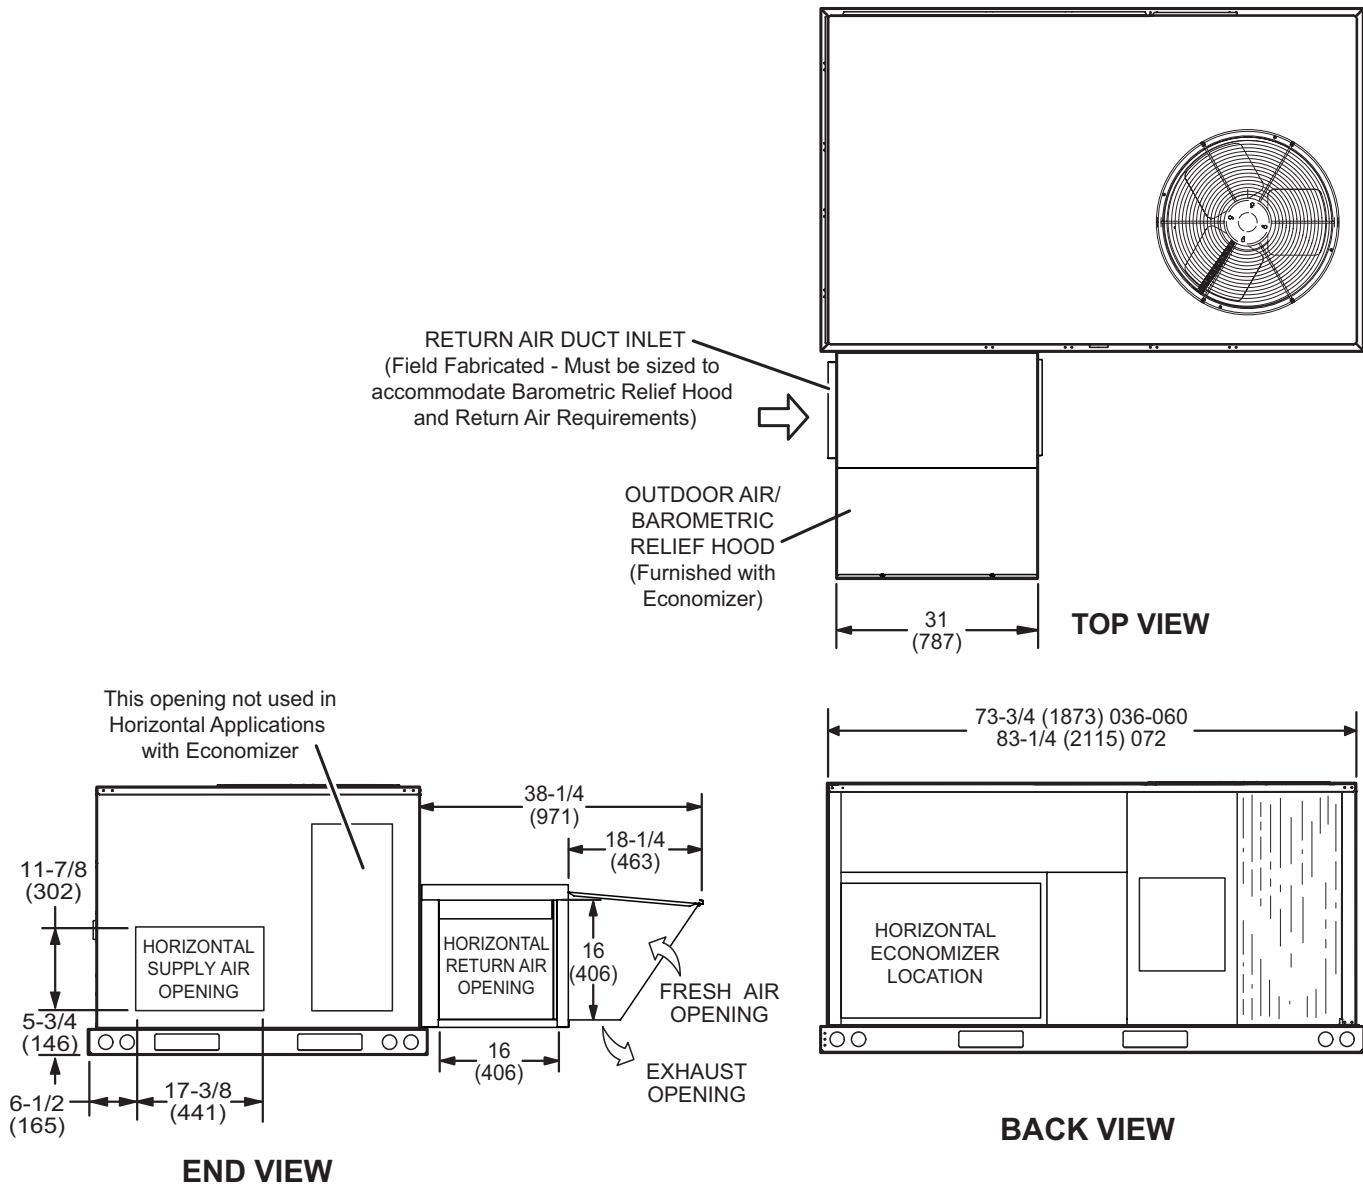 RETURN AIR DUCT INLET
(Field Fabricated - Must be sized to
accommodate Barometric Relief Hood
and Return Air Requirements)
OUTDOOR AIR/
BAROMETRIC
RELIEF HOOD
(Furnished with
Economizer)
31
(787)
TOP VIEW
This opening not used in
Horizontal Applications
with Economizer
38-1/4
(971)
18-1/4
(463)
11-7/8
(302)
HORIZONTAL
SUPPLY AIR
OPENING
HORIZONTAL
RETURN AIR
OPENING
16
(406)
FRESH AIR
OPENING
5-3/4
(146)
16
(406)
EXHAUST
OPENING
6-1/2
(165)
17-3/8
(441)
END VIEW
73-3/4 (1873) 036-060
83-1/4 (2115) 072
HORIZONTAL
ECONOMIZER
LOCATION
BACK VIEW